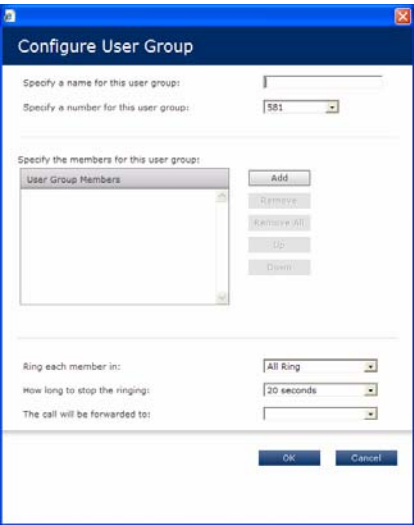 Configure User Group
Specify a name for this user group:
Specify a number for this user group: 581
Specify the members for this user group:
User Group Members
Add
Remove
Remove All
Up
Down
Ring each member in: All Ring
How long to stop the ringing: 20 seconds
The call will be forwarded to:
OK Cancel